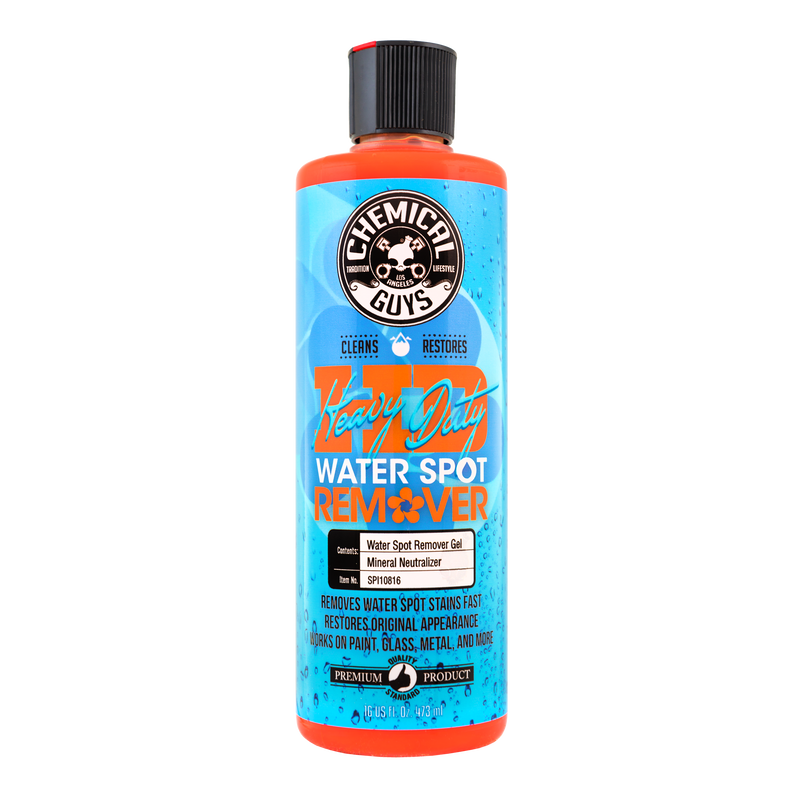 CHEMICAL
TRADITION LIFESTYLE
LOS
ANGELES
GUYS
CLEANS RESTORES
HD
Heavy Duty
WATER SPOT
REMOVER
Contents: Water Spot Remover Gel
Mineral Neutralizer
Item No. SPI10816
REMOVES WATER SPOT STAINS FAST
RESTORES ORIGINAL APPEARANCE
WORKS ON PAINT, GLASS, METAL, AND MORE
QUALITY
PREMIUM PRODUCT
STANDARD
16 US fl. Oz 473 ml